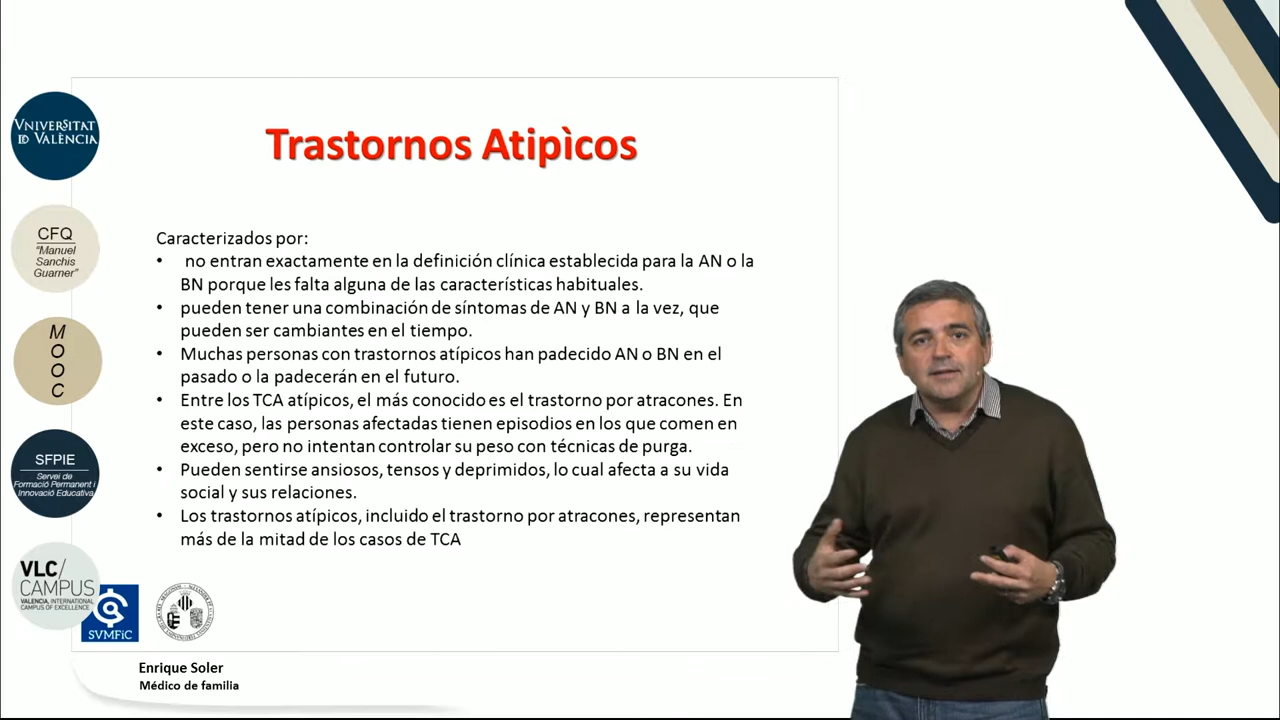 Trastornos Atipìcos
VNIVERSITAT
ID VALÈNCIA
CFQ
"Manuel
Sanchis
Guarner"
M
O
O
C
SFPIE
Servei de
Formació Permanent i
Innovació Educativa
VLC/
CAMPUS
VALENCIA, INTERNATIONAL
CAMPUS OF EXCELLENCE
SVMFiC
Caracterizados por:
• no entran exactamente en la definición clínica establecida para la AN o la
BN porque les falta alguna de las características habituales.
• pueden tener una combinación de síntomas de AN y BN a la vez, que
pueden ser cambiantes en el tiempo.
• Muchas personas con trastornos atípicos han padecido AN o BN en el
pasado o la padecerán en el futuro.
• Entre los TCA atípicos, el más conocido es el trastorno por atracones. En
este caso, las personas afectadas tienen episodios en los que comen en
exceso, pero no intentan controlar su peso con técnicas de purga.
• Pueden sentirse ansiosos, tensos y deprimidos, lo cual afecta a su vida
social y sus relaciones.
• Los trastornos atípicos, incluido el trastorno por atracones, representan
más de la mitad de los casos de TCA
Enrique Soler
Médico de familia